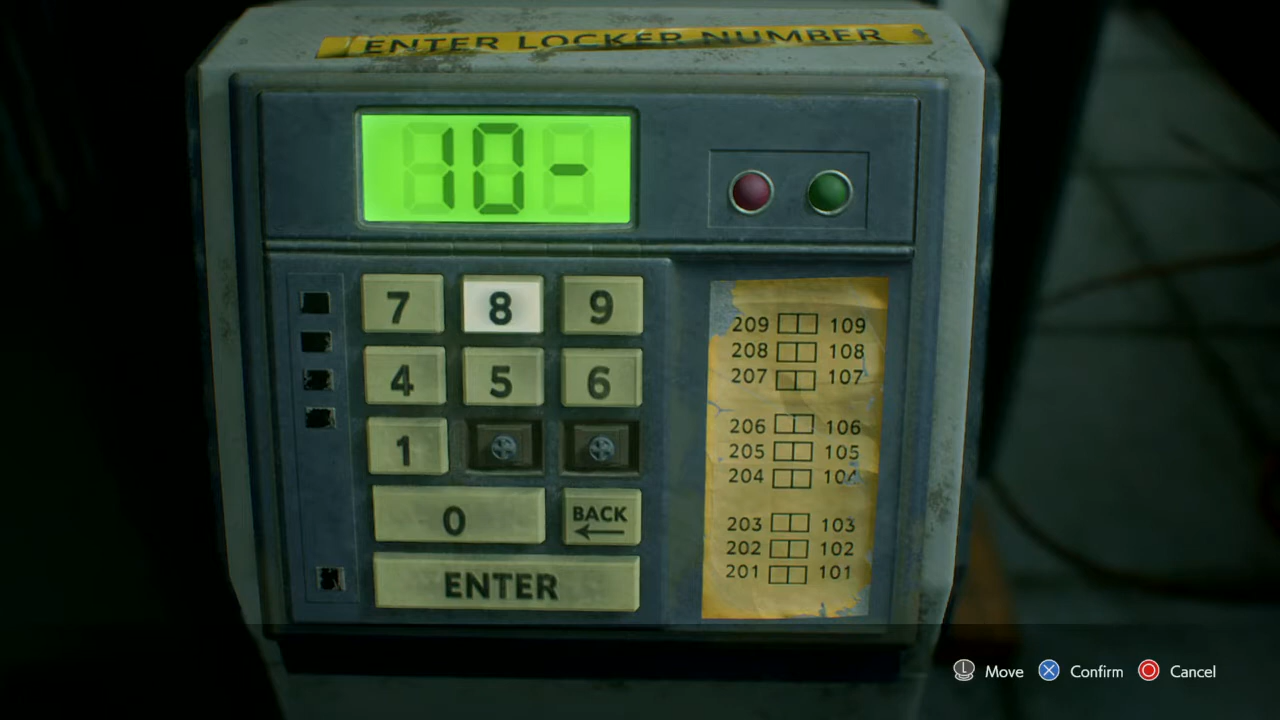 ENTER LOCKER NUMBER
10-
7 8 9
4 5 6
1
0 BACK
ENTER
209 109
208 108
207 107
206 106
205 105
204 104
203 103
202 102
201 101
L Move Confirm Cancel